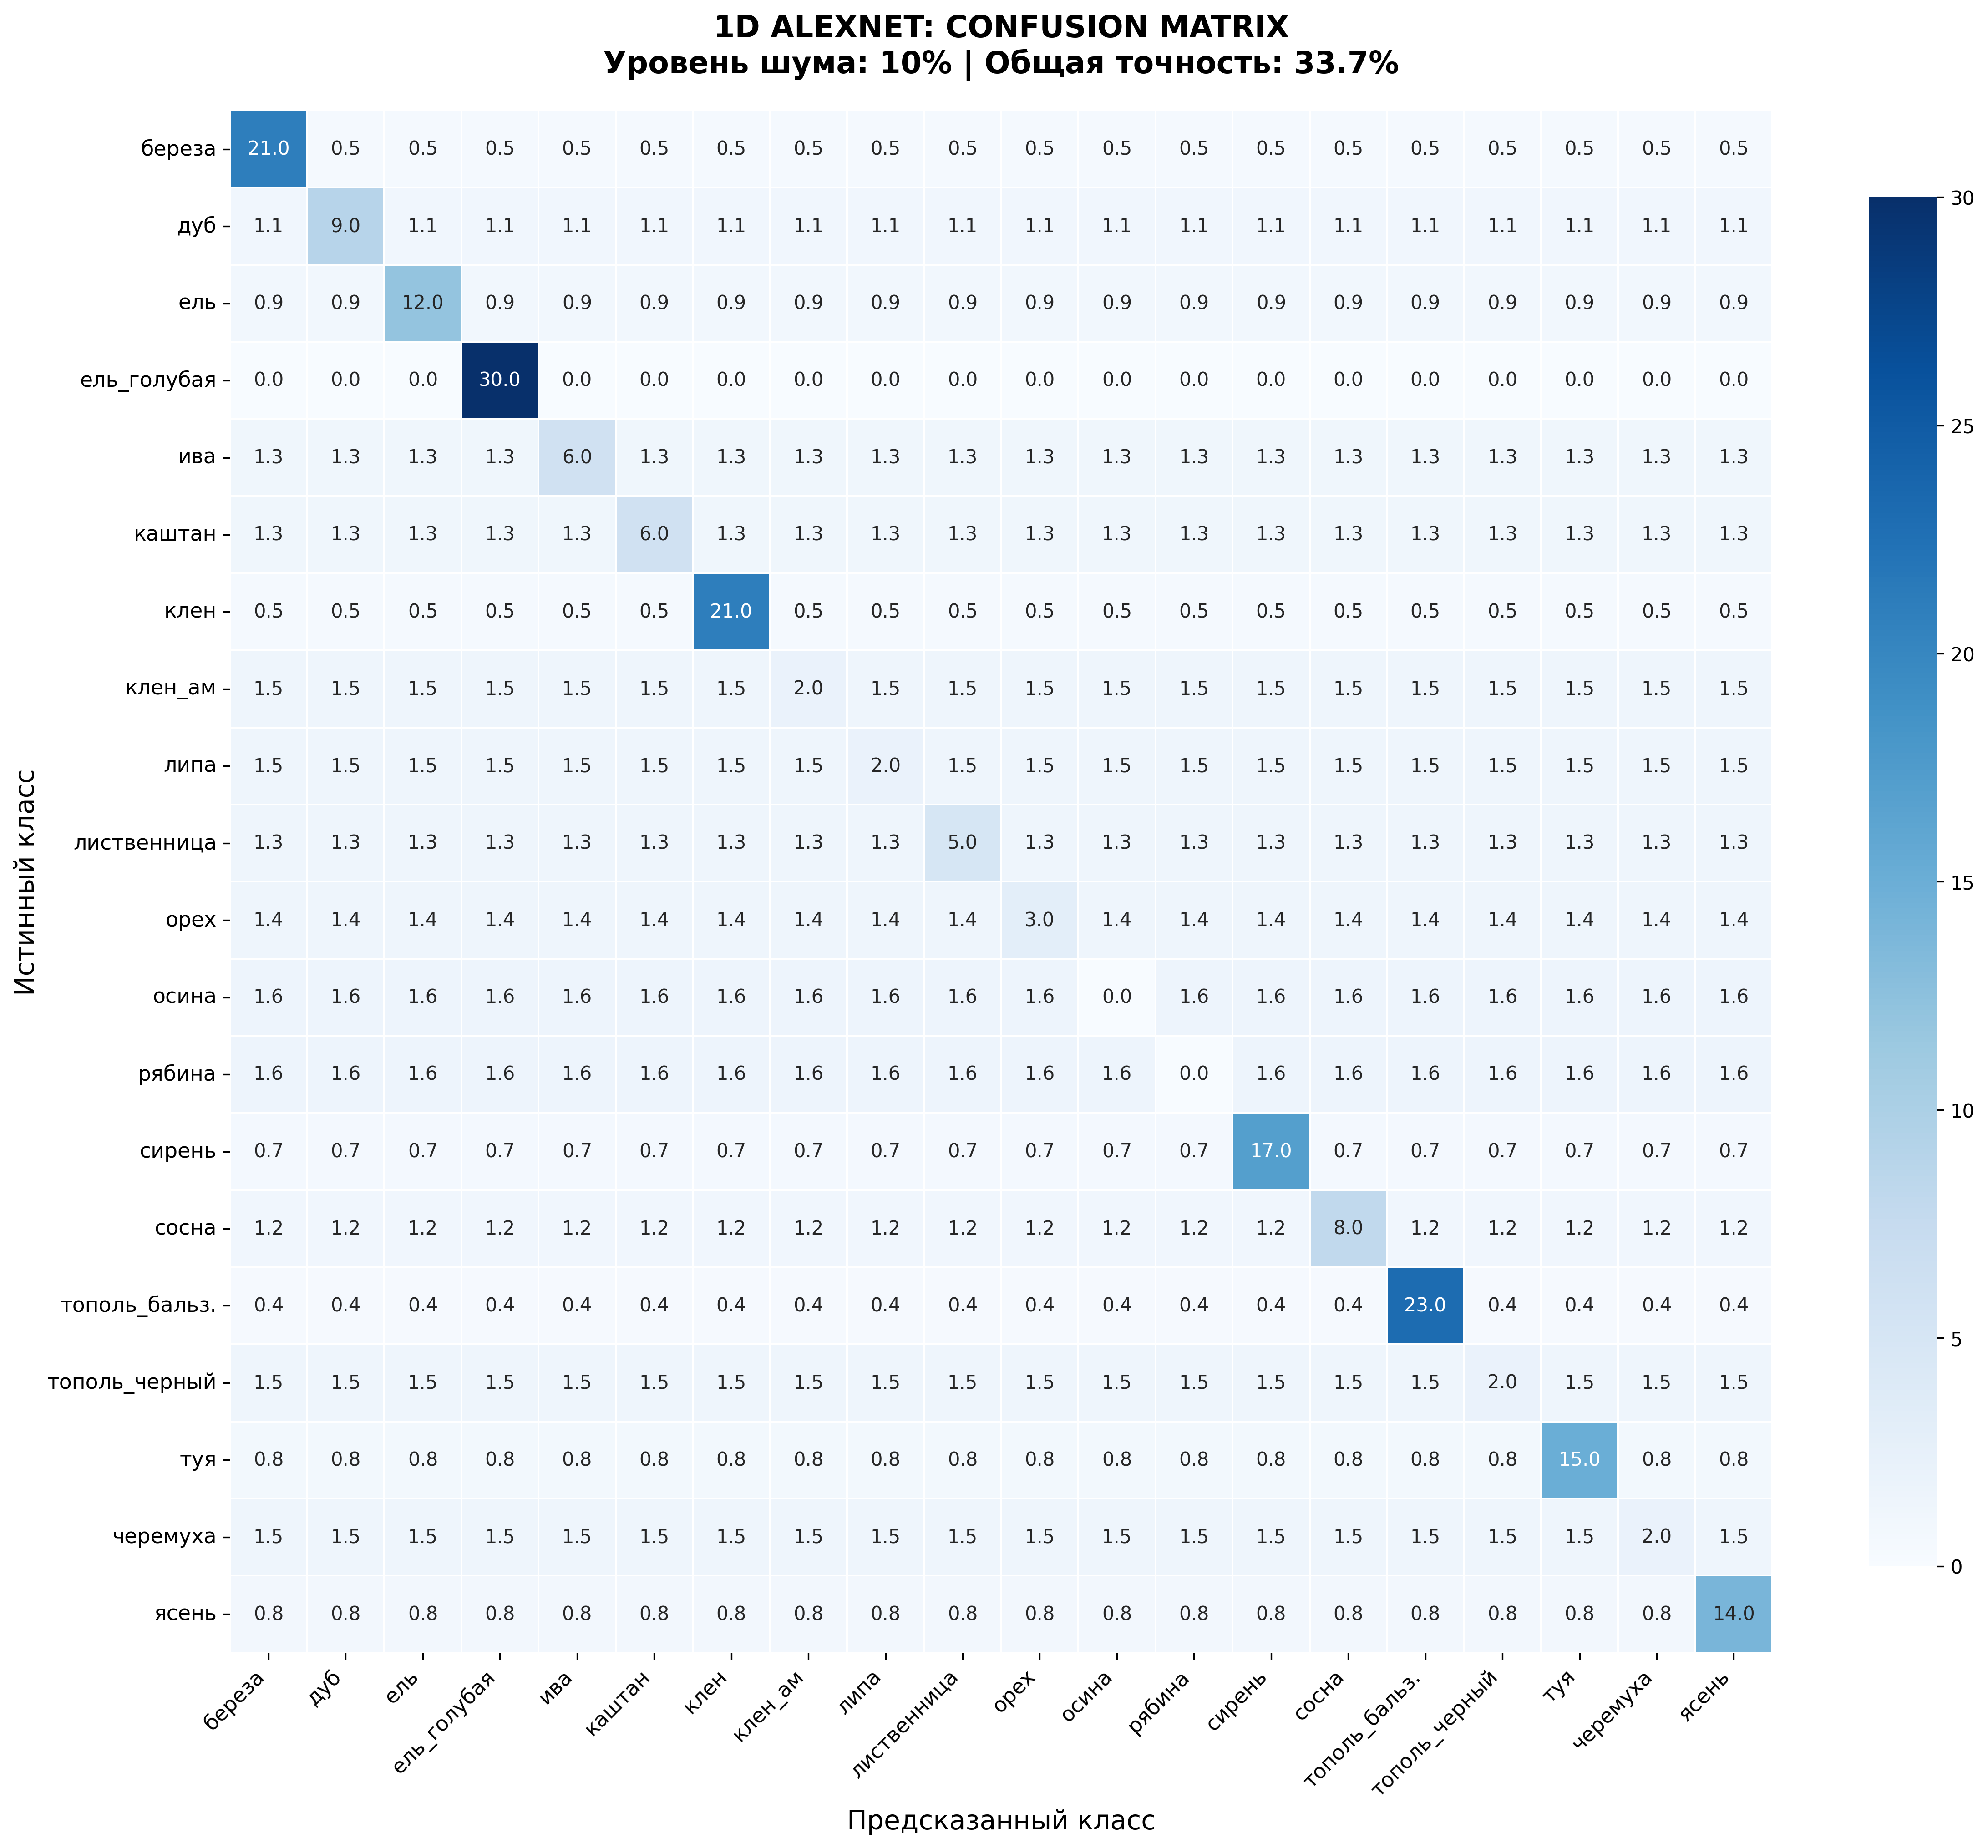 1D ALEXNET: CONFUSION MATRIX
Уровень шума: 10% | Общая точность: 33.7%
Истинный класс
береза 21.0 0.5 0.5 0.5 0.5 0.5 0.5 0.5 0.5 0.5 0.5 0.5 0.5 0.5 0.5 0.5 0.5 0.5 0.5 0.5
дуб 1.1 9.0 1.1 1.1 1.1 1.1 1.1 1.1 1.1 1.1 1.1 1.1 1.1 1.1 1.1 1.1 1.1 1.1 1.1 1.1
ель 0.9 0.9 12.0 0.9 0.9 0.9 0.9 0.9 0.9 0.9 0.9 0.9 0.9 0.9 0.9 0.9 0.9 0.9 0.9 0.9
ель_голубая 0.0 0.0 0.0 30.0 0.0 0.0 0.0 0.0 0.0 0.0 0.0 0.0 0.0 0.0 0.0 0.0 0.0 0.0 0.0 0.0
ива 1.3 1.3 1.3 1.3 6.0 1.3 1.3 1.3 1.3 1.3 1.3 1.3 1.3 1.3 1.3 1.3 1.3 1.3 1.3 1.3
каштан 1.3 1.3 1.3 1.3 1.3 6.0 1.3 1.3 1.3 1.3 1.3 1.3 1.3 1.3 1.3 1.3 1.3 1.3 1.3 1.3
клен 0.5 0.5 0.5 0.5 0.5 0.5 21.0 0.5 0.5 0.5 0.5 0.5 0.5 0.5 0.5 0.5 0.5 0.5 0.5 0.5
клен_ам 1.5 1.5 1.5 1.5 1.5 1.5 1.5 2.0 1.5 1.5 1.5 1.5 1.5 1.5 1.5 1.5 1.5 1.5 1.5 1.5
липа 1.5 1.5 1.5 1.5 1.5 1.5 1.5 1.5 2.0 1.5 1.5 1.5 1.5 1.5 1.5 1.5 1.5 1.5 1.5 1.5
лиственница 1.3 1.3 1.3 1.3 1.3 1.3 1.3 1.3 1.3 5.0 1.3 1.3 1.3 1.3 1.3 1.3 1.3 1.3 1.3 1.3
орех 1.4 1.4 1.4 1.4 1.4 1.4 1.4 1.4 1.4 1.4 3.0 1.4 1.4 1.4 1.4 1.4 1.4 1.4 1.4 1.4
осина 1.6 1.6 1.6 1.6 1.6 1.6 1.6 1.6 1.6 1.6 1.6 0.0 1.6 1.6 1.6 1.6 1.6 1.6 1.6 1.6
рябина 1.6 1.6 1.6 1.6 1.6 1.6 1.6 1.6 1.6 1.6 1.6 1.6 0.0 1.6 1.6 1.6 1.6 1.6 1.6 1.6
сирень 0.7 0.7 0.7 0.7 0.7 0.7 0.7 0.7 0.7 0.7 0.7 0.7 0.7 17.0 0.7 0.7 0.7 0.7 0.7 0.7
сосна 1.2 1.2 1.2 1.2 1.2 1.2 1.2 1.2 1.2 1.2 1.2 1.2 1.2 1.2 8.0 1.2 1.2 1.2 1.2 1.2
тополь_бальз. 0.4 0.4 0.4 0.4 0.4 0.4 0.4 0.4 0.4 0.4 0.4 0.4 0.4 0.4 0.4 23.0 0.4 0.4 0.4 0.4
тополь_черный 1.5 1.5 1.5 1.5 1.5 1.5 1.5 1.5 1.5 1.5 1.5 1.5 1.5 1.5 1.5 1.5 2.0 1.5 1.5 1.5
туя 0.8 0.8 0.8 0.8 0.8 0.8 0.8 0.8 0.8 0.8 0.8 0.8 0.8 0.8 0.8 0.8 0.8 15.0 0.8 0.8
черемуха 1.5 1.5 1.5 1.5 1.5 1.5 1.5 1.5 1.5 1.5 1.5 1.5 1.5 1.5 1.5 1.5 1.5 1.5 2.0 1.5
ясень 0.8 0.8 0.8 0.8 0.8 0.8 0.8 0.8 0.8 0.8 0.8 0.8 0.8 0.8 0.8 0.8 0.8 0.8 0.8 14.0
береза дуб ель ель_голубая ива каштан клен клен_ам липа лиственница орех осина рябина сирень сосна тополь_бальз. тополь_черный туя черемуха ясень
Предсказанный класс
30
25
20
15
10
5
0